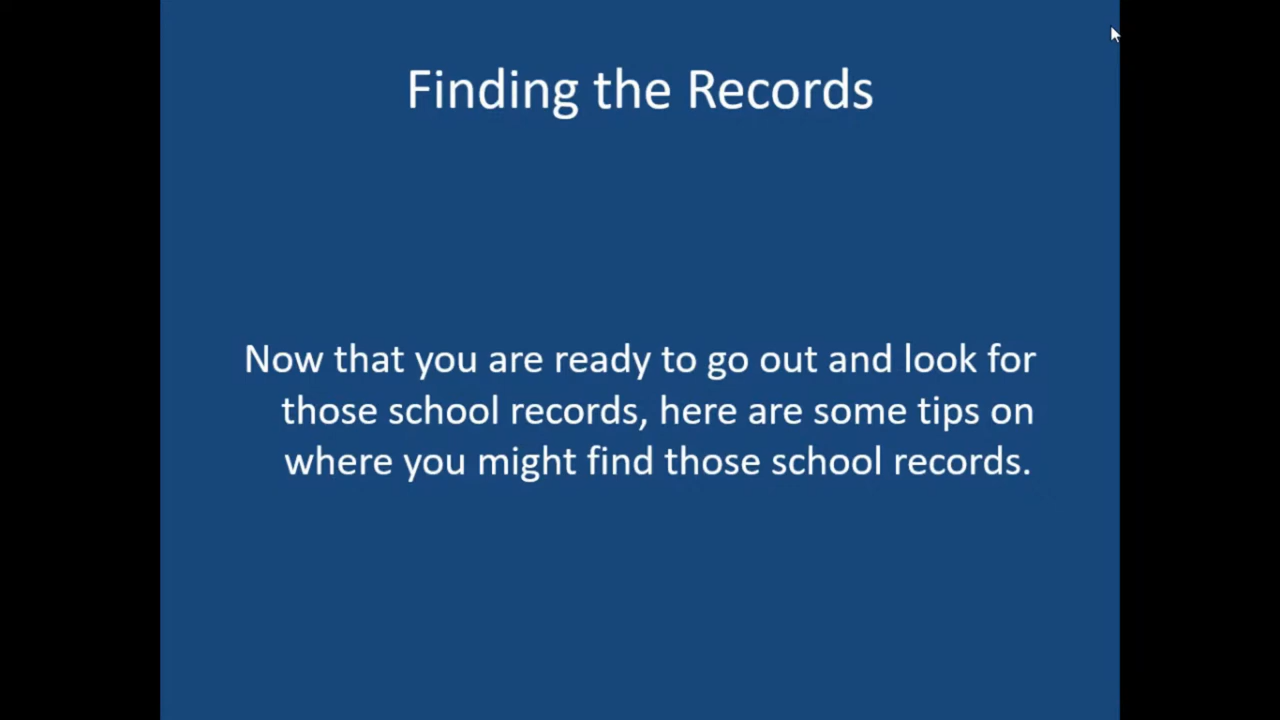 Finding the Records
Now that you are ready to go out and look for
those school records, here are some tips on
where you might find those school records.